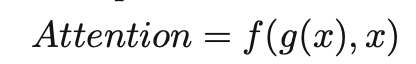 Attention = f(g(x), x)